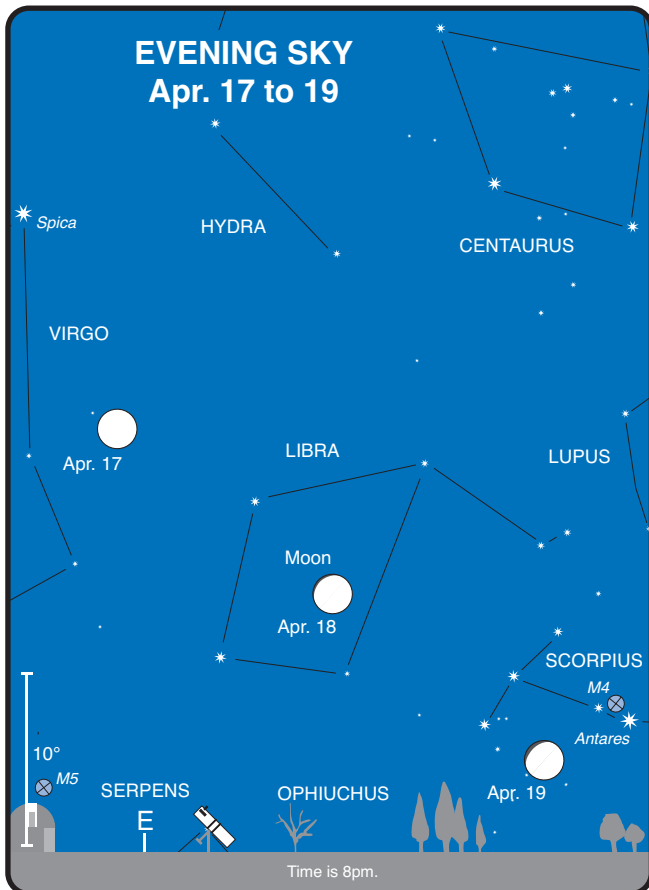 EVENING SKY
Apr. 17 to 19
Spica
HYDRA
CENTAURUS
VIRGO
LIBRA
LUPUS
Apr. 17
Moon
Apr. 18
SCORPIUS
M4
Antares
10°
M5
SERPENS
OPHIUCHUS
Apr. 19
E
Time is 8pm.